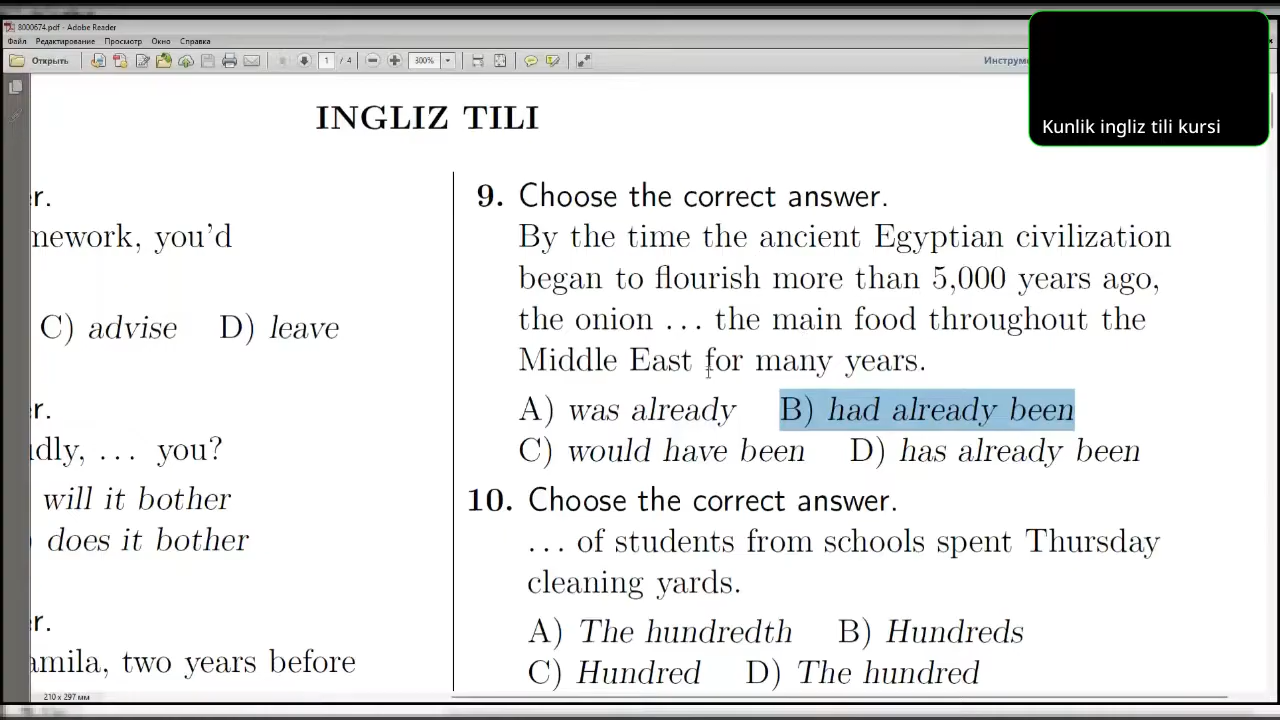 8000674.pdf - Adobe Reader
Файл Редактирование Просмотр Окно Справка
Открыть 1 / 4 300% Инструме
Kunlik ingliz tili kursi
INGLIZ TILI
er.
mework, you'd
C) advise D) leave
er.
dly, ... you?
will it bother
) does it bother
er.
amila, two years before
9. Choose the correct answer.
By the time the ancient Egyptian civilization
began to flourish more than 5,000 years ago,
the onion ... the main food throughout the
Middle East for many years.
A) was already B) had already been
C) would have been D) has already been
10. Choose the correct answer.
... of students from schools spent Thursday
cleaning yards.
A) The hundredth B) Hundreds
C) Hundred D) The hundred
210 x 297 мм